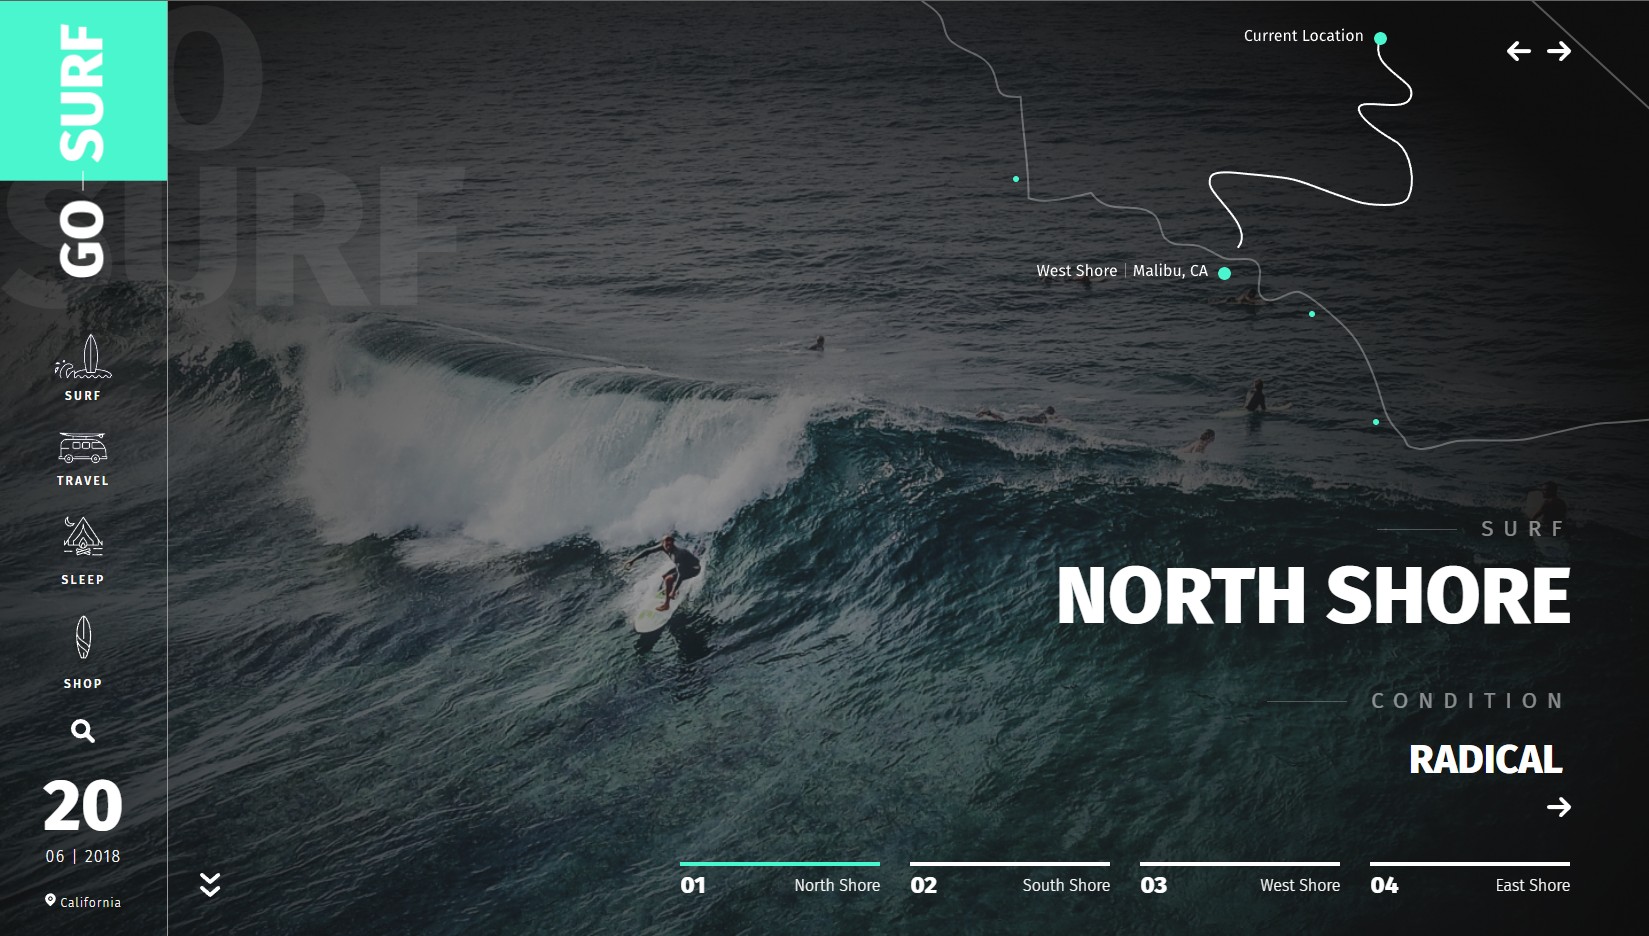 GO SURF
GO
SURF
SURF
TRAVEL
SLEEP
SHOP
20
06 | 2018
California
Current Location
West Shore | Malibu, CA
SURF
NORTH SHORE
CONDITION
RADICAL
01 North Shore
02 South Shore
03 West Shore
04 East Shore